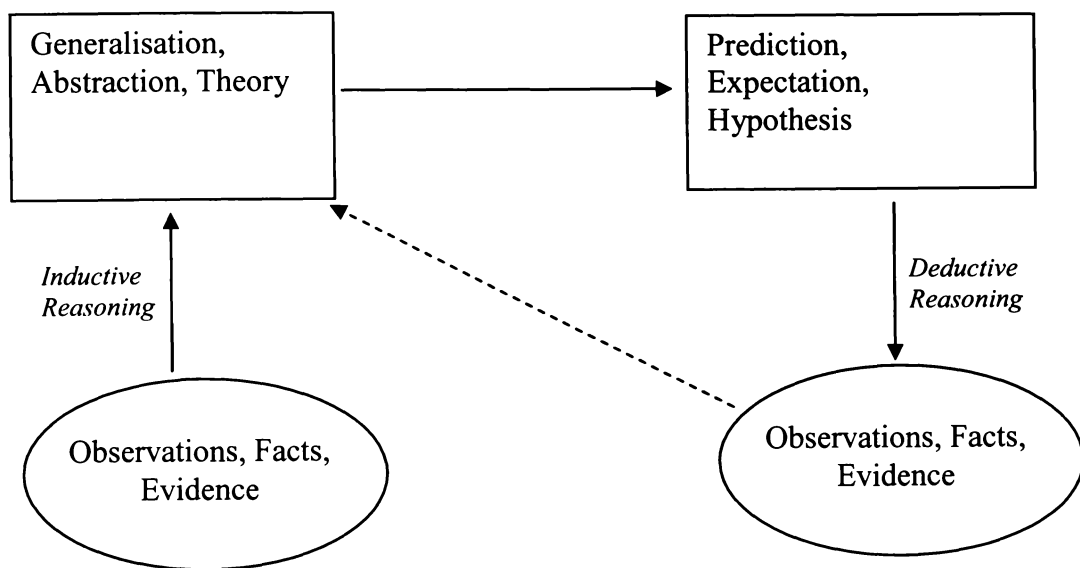 Generalisation,
Abstraction, Theory
Prediction,
Expectation,
Hypothesis
Inductive
Reasoning
Deductive
Reasoning
Observations, Facts,
Evidence
Observations, Facts,
Evidence